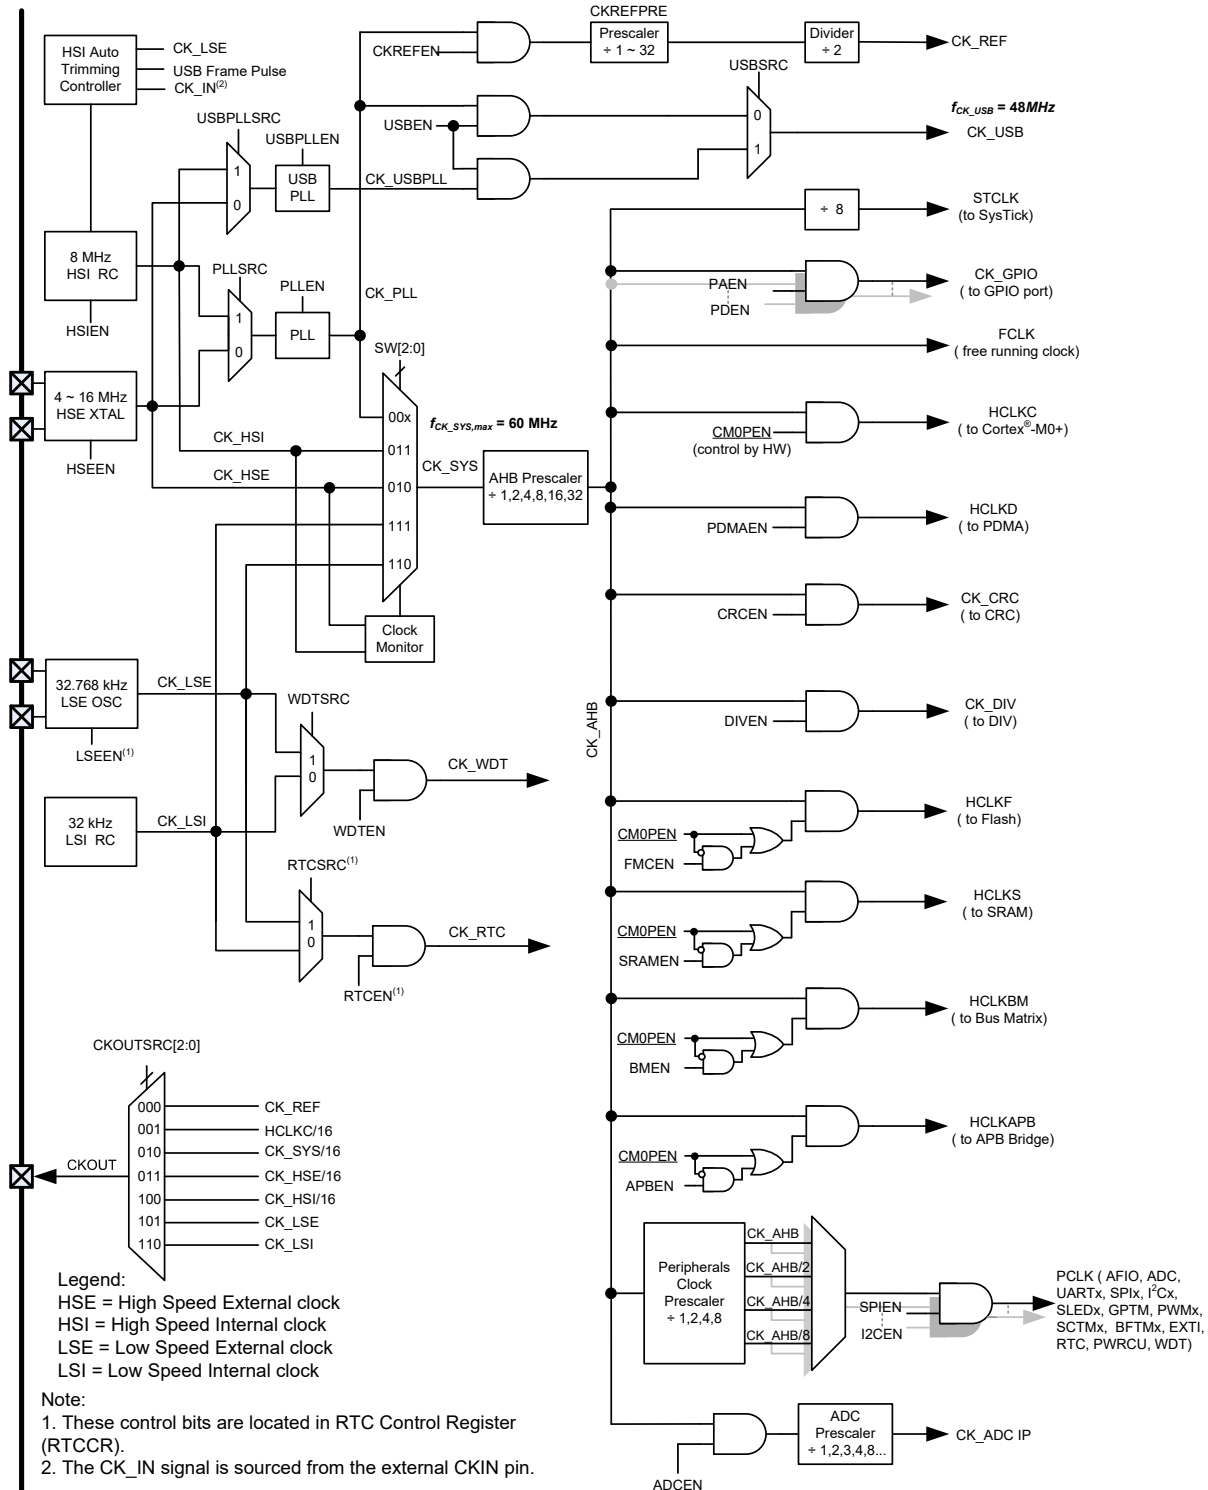 CKREFPRE
HSI Auto
Trimming
Controller
CK_LSE
USB Frame Pulse
CK_IN(2)
CKREFEN
Prescaler
÷ 1 ~ 32
Divider
÷ 2
CK_REF
USBSRC
USBPLLSRC
USBPLLEN
USBEN
0
1
fCK_USB = 48MHz
CK_USB
1
0
USB
PLL
CK_USBPLL
÷ 8
STCLK
(to SysTick)
8 MHz
HSI RC
HSIEN
PLLSRC
PLLEN
1
0
PLL
CK_PLL
PAEN
PDEN
CK_GPIO
( to GPIO port)
FCLK
( free running clock)
SW[2:0]
4 ~ 16 MHz
HSE XTAL
HSEEN
00x
011
010
111
110
fCK_SYS,max = 60 MHz
CK_HSI
CK_HSE
CK_SYS
AHB Prescaler
÷ 1,2,4,8,16,32
CM0PEN
(control by HW)
HCLKC
( to Cortex®-M0+)
PDMAEN
HCLKD
( to PDMA)
CRCEN
CK_CRC
( to CRC)
Clock
Monitor
32.768 kHz
LSE OSC
LSEEN(1)
CK_LSE
WDTSRC
1
0
CK_WDT
WDTEN
CK_AHB
DIVEN
CK_DIV
( to DIV)
32 kHz
LSI RC
CK_LSI
CM0PEN
FMCEN
HCLKF
( to Flash)
RTCSRC(1)
1
0
CK_RTC
RTCEN(1)
CM0PEN
SRAMEN
HCLKS
( to SRAM)
CM0PEN
BMEN
HCLKBM
( to Bus Matrix)
CM0PEN
APBEN
HCLKAPB
( to APB Bridge)
CKOUTSRC[2:0]
CKOUT
000 CK_REF
001 HCLKC/16
010 CK_SYS/16
011 CK_HSE/16
100 CK_HSI/16
101 CK_LSE
110 CK_LSI
Peripherals
Clock
Prescaler
÷ 1,2,4,8
CK_AHB
CK_AHB/2
CK_AHB/4
CK_AHB/8
SPIEN
I2CEN
PCLK ( AFIO, ADC,
UARTx, SPIx, I2Cx,
SLEDx, GPTM, PWMx,
SCTMx, BFTMx, EXTI,
RTC, PWRCU, WDT)
Legend:
HSE = High Speed External clock
HSI = High Speed Internal clock
LSE = Low Speed External clock
LSI = Low Speed Internal clock
Note:
1. These control bits are located in RTC Control Register
(RTCCR).
2. The CK_IN signal is sourced from the external CKIN pin.
ADCEN
ADC
Prescaler
÷ 1,2,3,4,8...
CK_ADC IP